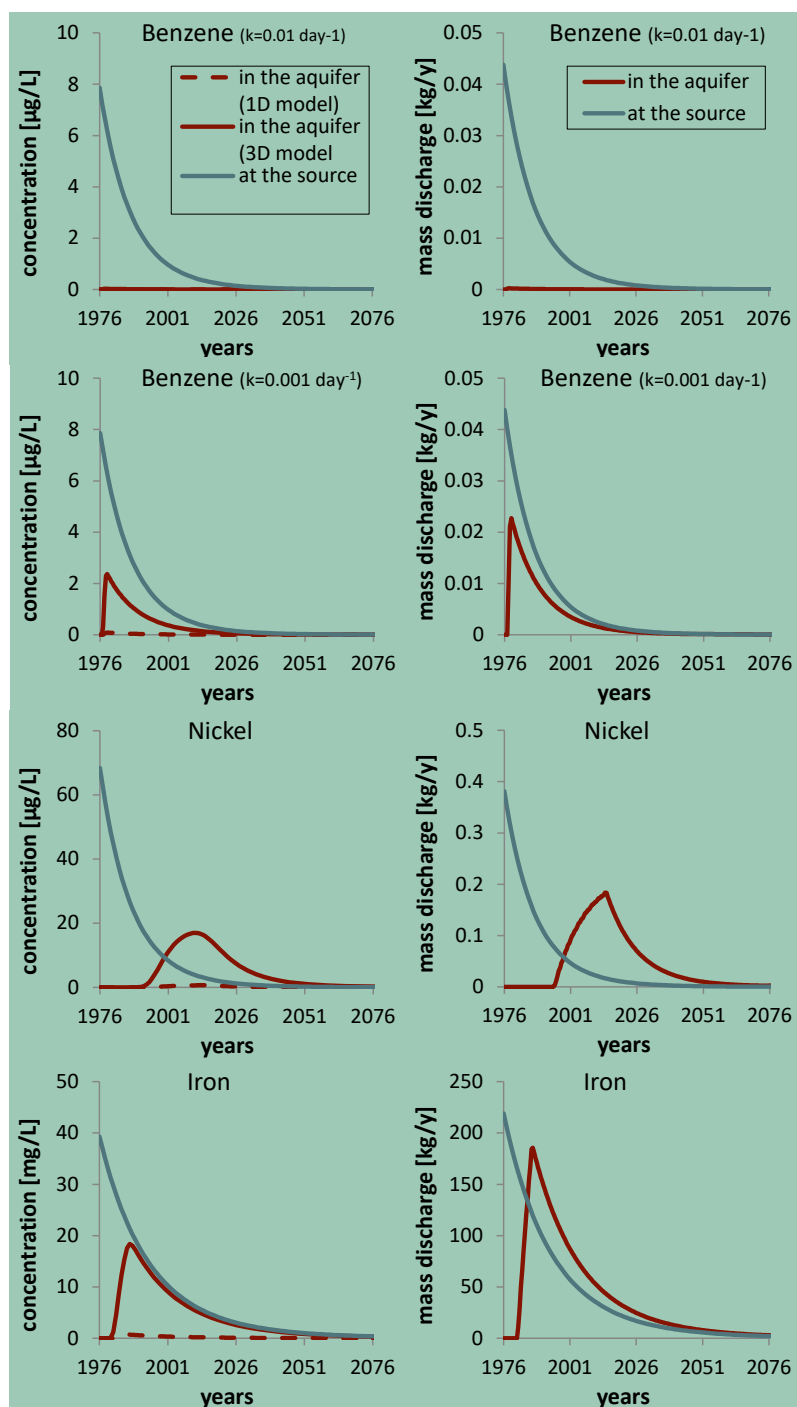 Benzene (k=0.01 day-1)
concentration [µg/L]
10
8
6
4
2
0
in the aquifer
(1D model)
in the aquifer
(3D model
at the source
1976 2001 2026 2051 2076
years
Benzene (k=0.01 day-1)
mass discharge [kg/y]
0.05
0.04
0.03
0.02
0.01
0
in the aquifer
at the source
1976 2001 2026 2051 2076
years
Benzene (k=0.001 day⁻¹)
concentration [µg/L]
10
8
6
4
2
0
1976 2001 2026 2051 2076
years
Benzene (k=0.001 day-1)
mass discharge [kg/y]
0.05
0.04
0.03
0.02
0.01
0
1976 2001 2026 2051 2076
years
Nickel
concentration [µg/L]
80
60
40
20
0
1976 2001 2026 2051 2076
years
Nickel
mass discharge [kg/y]
0.5
0.4
0.3
0.2
0.1
0
1976 2001 2026 2051 2076
years
Iron
concentration [mg/L]
50
40
30
20
10
0
1976 2001 2026 2051 2076
years
Iron
mass discharge [kg/y]
250
200
150
100
50
0
1976 2001 2026 2051 2076
years